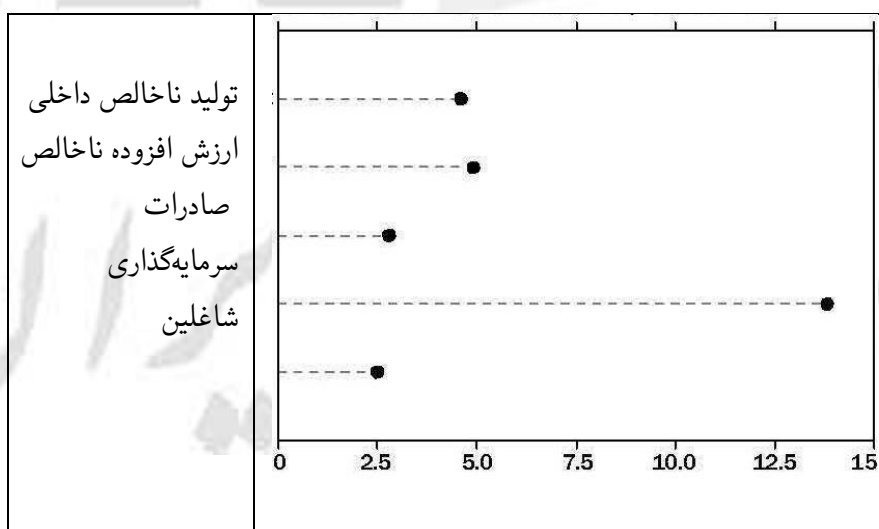 تولید ناخالص داخلی
ارزش افزوده ناخالص
صادرات
سرمایه‌گذاری
شاغلین
0 2.5 5.0 7.5 10.0 12.5 15